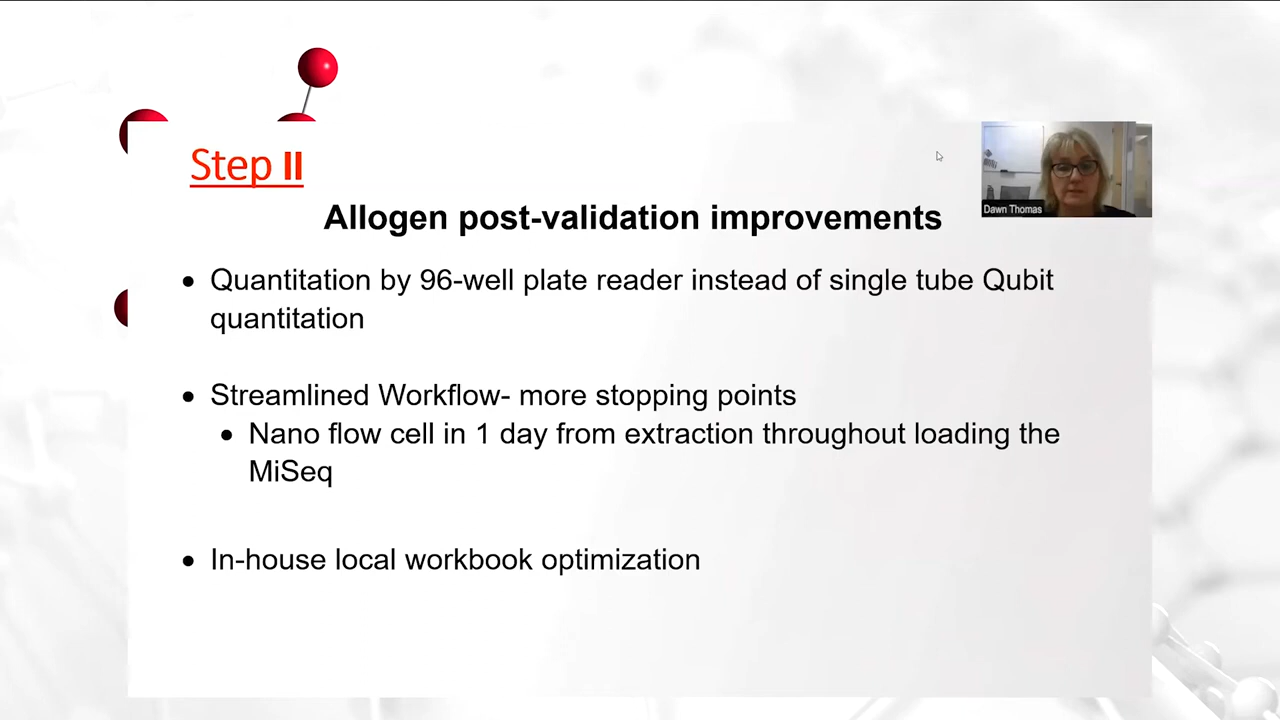 Step II
Dawn Thomas
Allogen post-validation improvements
• Quantitation by 96-well plate reader instead of single tube Qubit
quantitation
• Streamlined Workflow- more stopping points
• Nano flow cell in 1 day from extraction throughout loading the
MiSeq
• In-house local workbook optimization